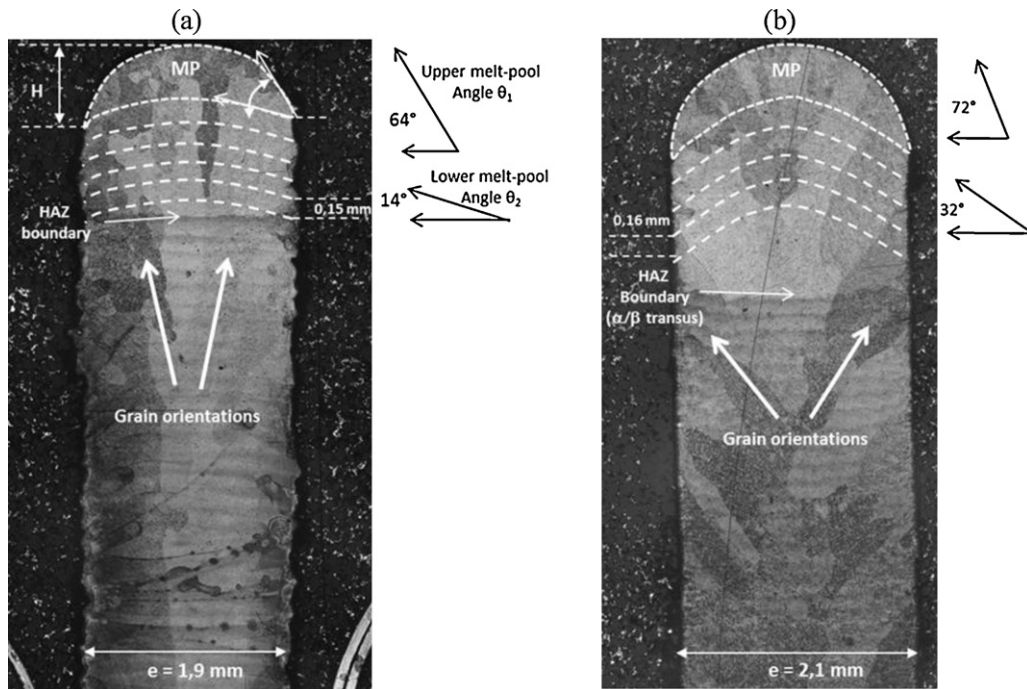 (a)
MP
H
HAZ
boundary
0,15 mm
Grain orientations
e = 1,9 mm
Upper melt-pool
Angle θ₁
64°
Lower melt-pool
Angle θ₂
14°
(b)
MP
0,16 mm
HAZ
Boundary
(α/β transus)
Grain orientations
e = 2,1 mm
72°
32°